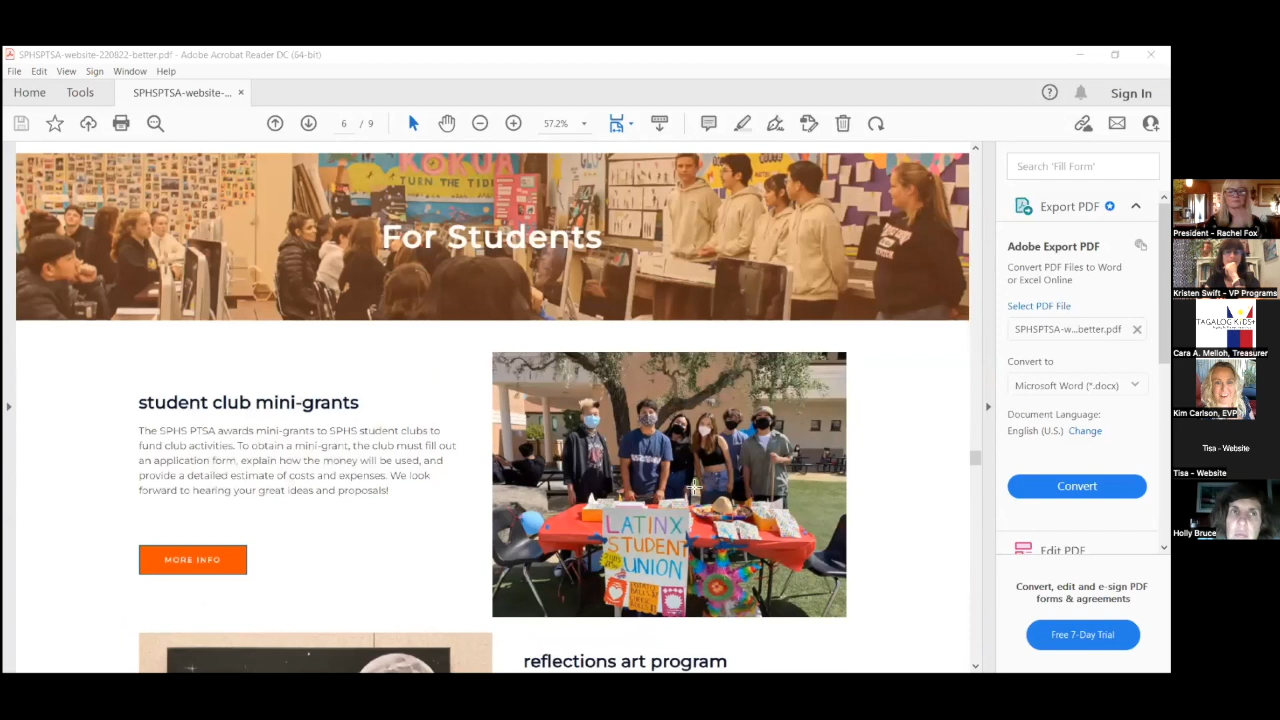 SPHSPTSA-website-220822-better.pdf - Adobe Acrobat Reader DC (64-bit)
File Edit View Sign Window Help
Home Tools SPHSPTSA-website-... × Sign In
6 / 9 57.2%
KOKUA
TURN THE TIDE
For Students
student club mini-grants
The SPHS PTSA awards mini-grants to SPHS student clubs to
fund club activities. To obtain a mini-grant, the club must fill out
an application form, explain how the money will be used, and
provide a detailed estimate of costs and expenses. We look
forward to hearing your great ideas and proposals!
MORE INFO
LATINX
STUDENT
UNION
reflections art program
Search 'Fill Form'
Export PDF
Adobe Export PDF
Convert PDF Files to Word
or Excel Online
Select PDF File
SPHSPTSA-w...better.pdf
Convert to
Microsoft Word (*.docx)
Document Language:
English (U.S.) Change
Convert
Edit PDF
Convert, edit and e-sign PDF
forms & agreements
Free 7-Day Trial
President - Rachel Fox
Kristen Swift - VP Programs
TAGALOG KiDS+
Cara A. Melioh, Treasurer
Kim Carlson, EVP
Tisa - Website
Tisa - Website
Holly Bruce